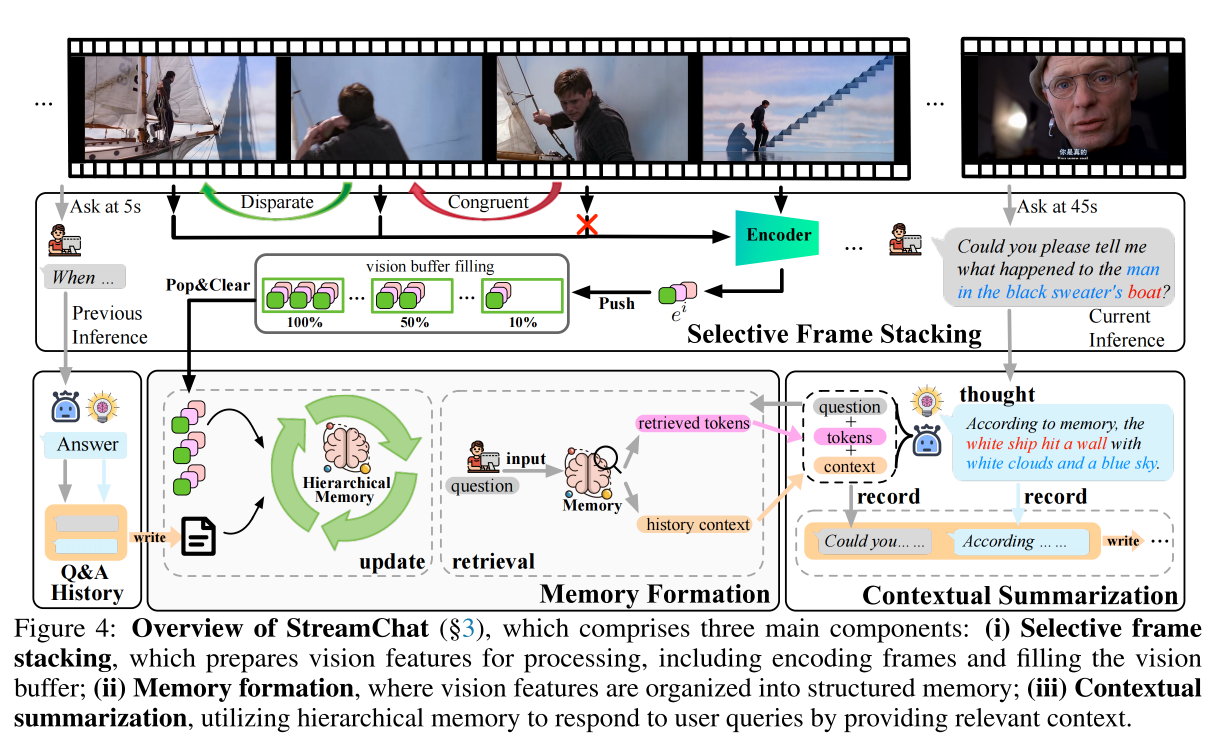 ...
...
你是真的
Ask at 5s
Disparate
Congruent
Ask at 45s
When ...
Encoder
...
Could you please tell me
what happened to the man
in the black sweater's boat?
vision buffer filling
Pop&Clear
... ...
100% 50% 10%
Push
e^i
Previous
Inference
Selective Frame Stacking
Current
Inference
Answer
write
Q&A
History
Hierarchical
Memory
update
input
question
Memory
retrieved tokens
history context
retrieval
Memory Formation
question
+
tokens
+
context
thought
According to memory, the
white ship hit a wall with
white clouds and a blue sky.
record
record
Could you... ...
According ... ...
write
...
Contextual Summarization
Figure 4: Overview of StreamChat (§3), which comprises three main components: (i) Selective frame
stacking, which prepares vision features for processing, including encoding frames and filling the vision
buffer; (ii) Memory formation, where vision features are organized into structured memory; (iii) Contextual
summarization, utilizing hierarchical memory to respond to user queries by providing relevant context.